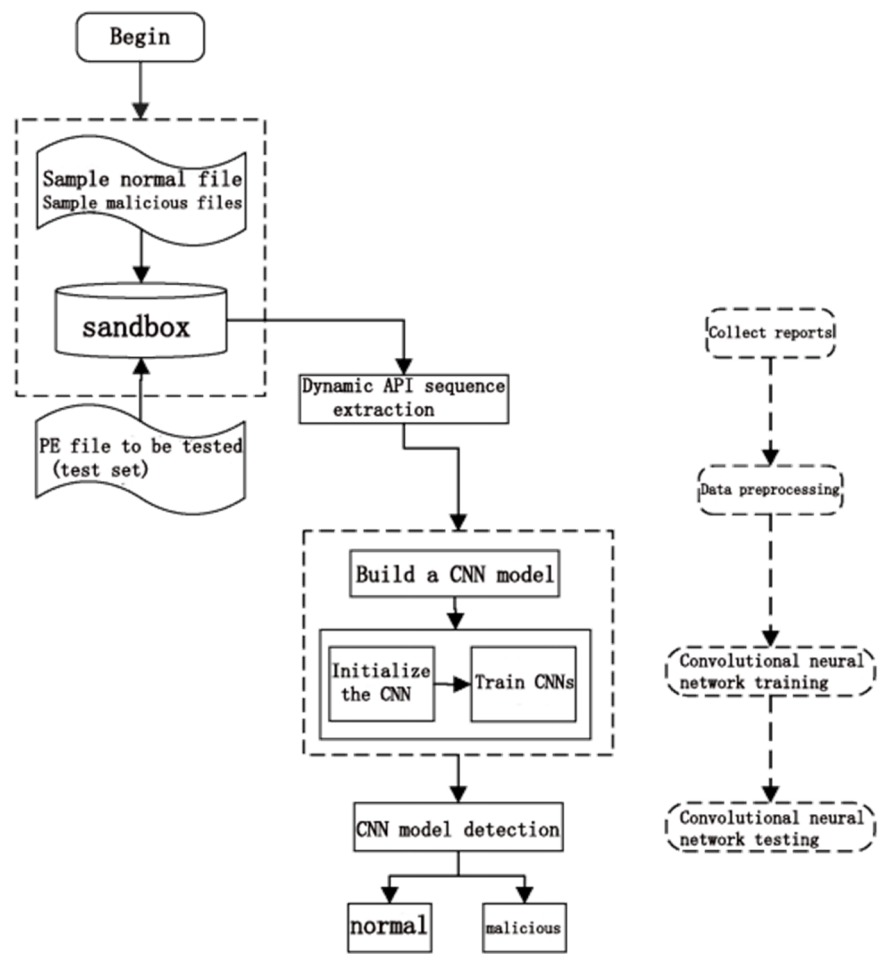 Begin
Sample normal file
Sample malicious files
sandbox
PE file to be tested
(test set)
Dynamic API sequence
extraction
Build a CNN model
Initialize
the CNN
Train CNNs
CNN model detection
normal
malicious
Collect reports
Data preprocessing
Convolutional neural
network training
Convolutional neural
network testing